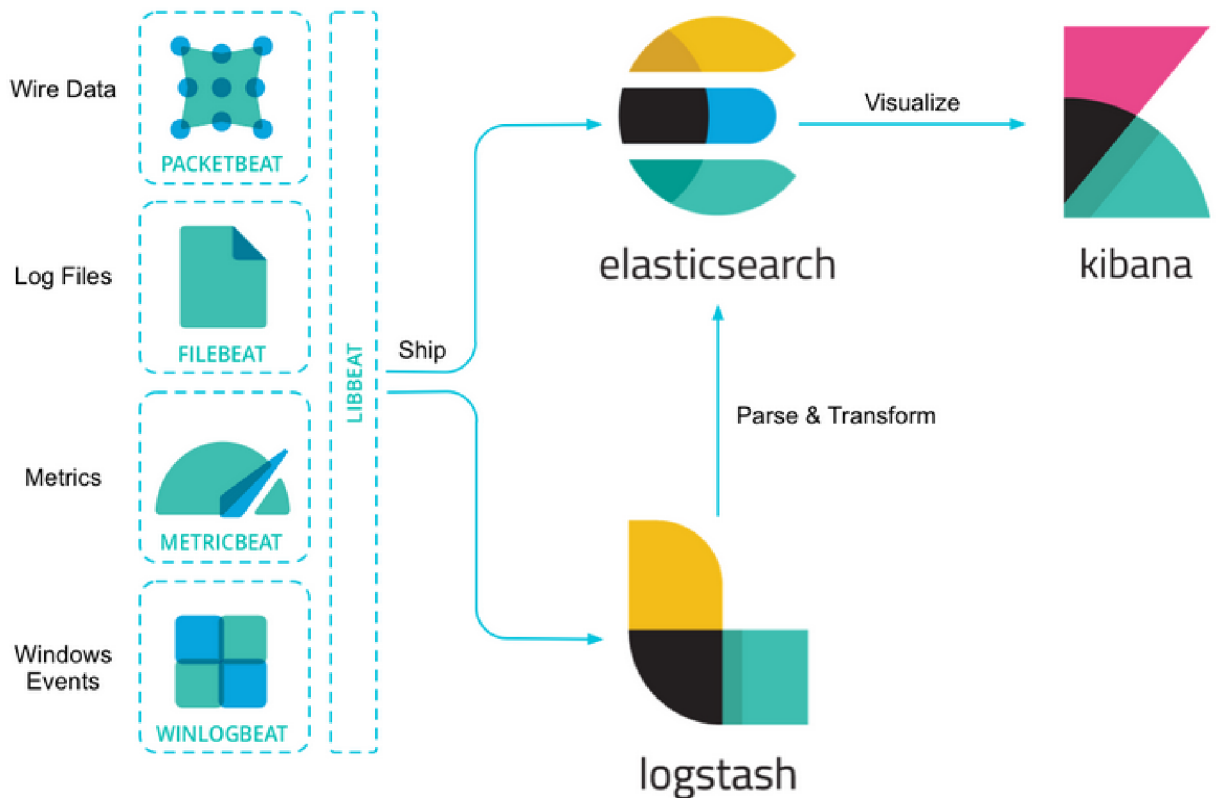 Wire Data
PACKETBEAT
Log Files
FILEBEAT
Metrics
METRICBEAT
Windows
Events
WINLOGBEAT
LIBBEAT
Ship
elasticsearch
Visualize
kibana
Parse & Transform
logstash